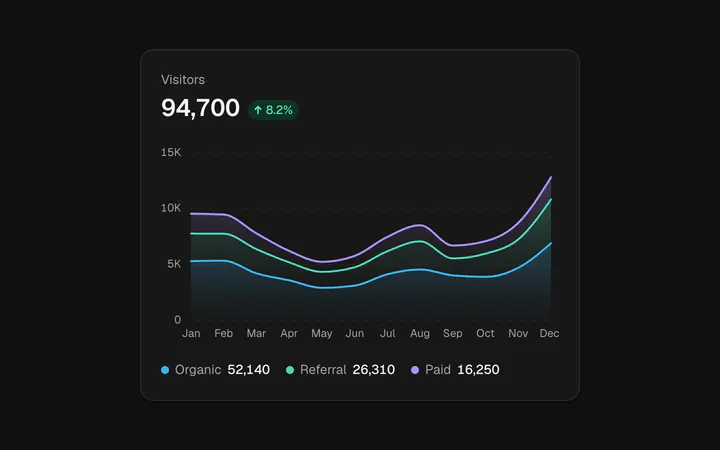 Visitors
94,700 ↑ 8.2%
15K
10K
5K
0
Jan Feb Mar Apr May Jun Jul Aug Sep Oct Nov Dec
Organic 52,140 Referral 26,310 Paid 16,250